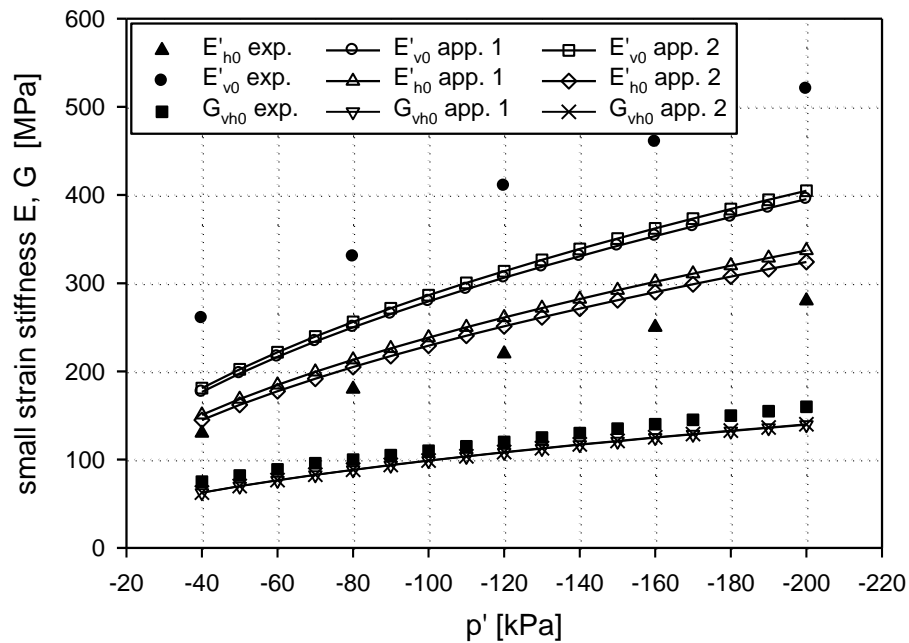 600
500
400
300
200
100
0
small strain stiffness E, G [MPa]
E'h0 exp.
E'v0 exp.
Gvh0 exp.
E'v0 app. 1
E'h0 app. 1
Gvh0 app. 1
E'v0 app. 2
E'h0 app. 2
Gvh0 app. 2
-20 -40 -60 -80 -100 -120 -140 -160 -180 -200 -220
p' [kPa]